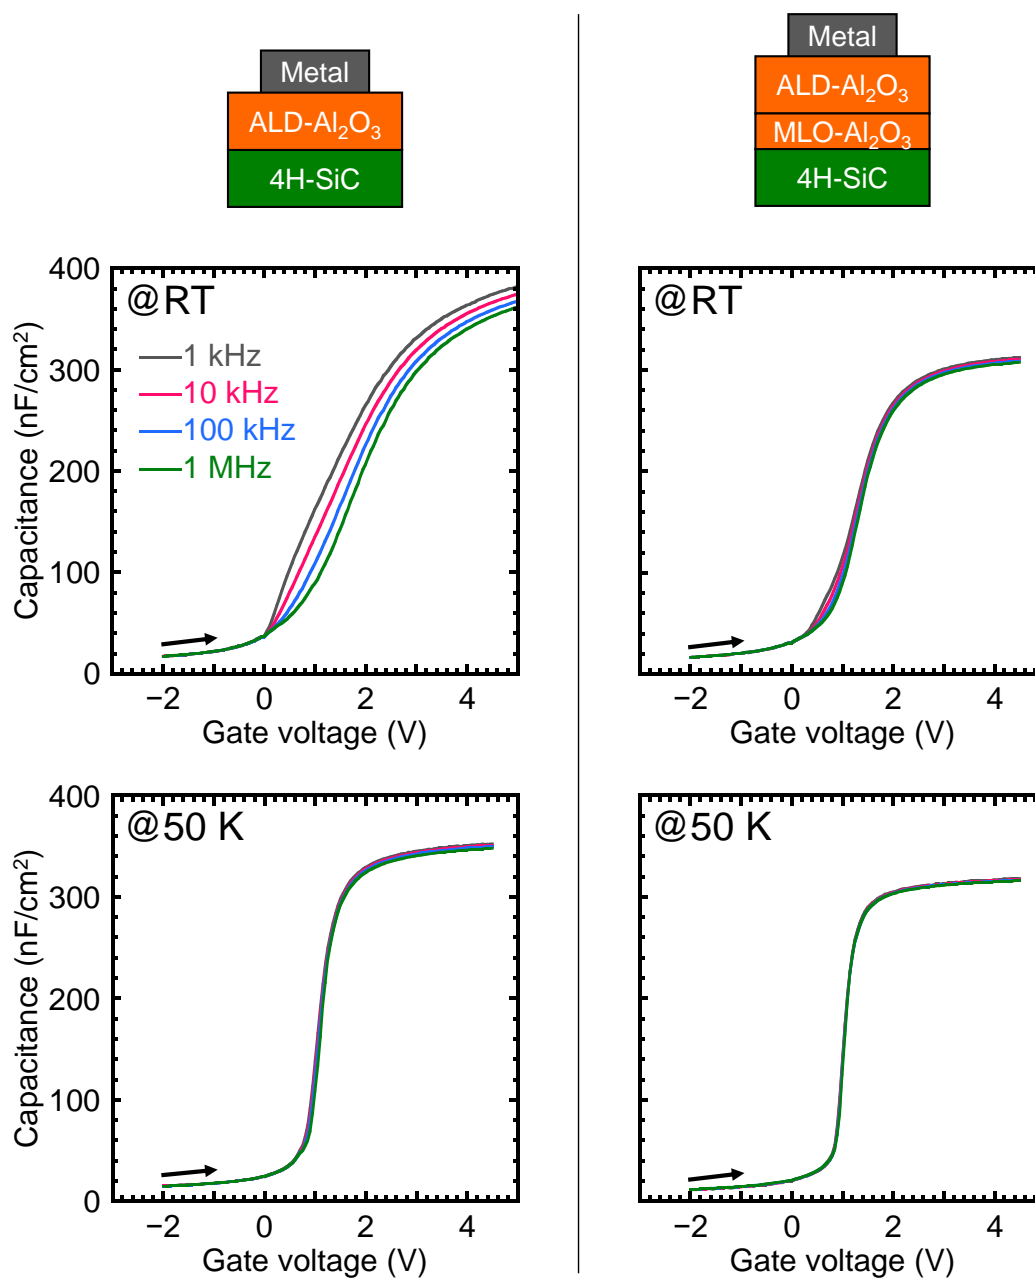 Metal
ALD-Al₂O₃
4H-SiC
Metal
ALD-Al₂O₃
MLO-Al₂O₃
4H-SiC
Capacitance (nF/cm²)
400
300
200
100
0
@RT
1 kHz
10 kHz
100 kHz
1 MHz
−2 0 2 4
Gate voltage (V)
@RT
−2 0 2 4
Gate voltage (V)
Capacitance (nF/cm²)
400
300
200
100
0
@50 K
−2 0 2 4
Gate voltage (V)
@50 K
−2 0 2 4
Gate voltage (V)